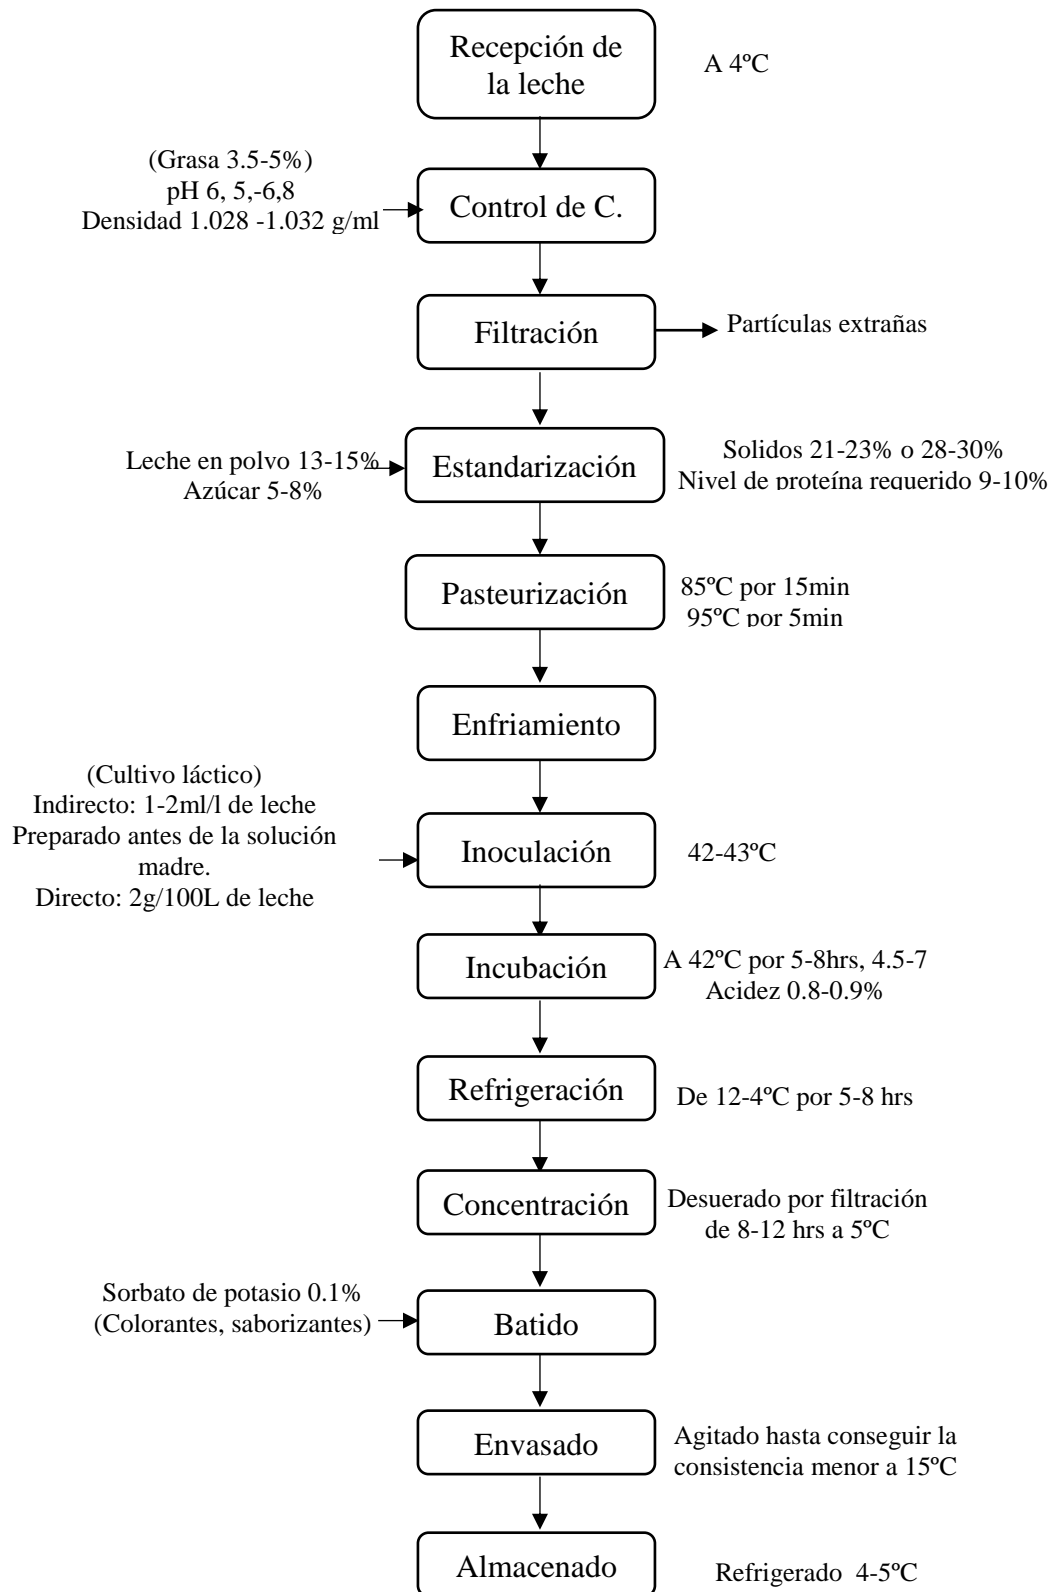 Recepción de
la leche
A 4ºC
(Grasa 3.5-5%)
pH 6, 5,-6,8
Densidad 1.028 -1.032 g/ml
Control de C.
Filtración
Partículas extrañas
Leche en polvo 13-15%
Azúcar 5-8%
Estandarización
Solidos 21-23% o 28-30%
Nivel de proteína requerido 9-10%
Pasteurización
85ºC por 15min
95ºC por 5min
Enfriamiento
(Cultivo láctico)
Indirecto: 1-2ml/l de leche
Preparado antes de la solución
madre.
Directo: 2g/100L de leche
Inoculación
42-43ºC
Incubación
A 42ºC por 5-8hrs, 4.5-7
Acidez 0.8-0.9%
Refrigeración
De 12-4ºC por 5-8 hrs
Concentración
Desuerado por filtración
de 8-12 hrs a 5ºC
Sorbato de potasio 0.1%
(Colorantes, saborizantes)
Batido
Envasado
Agitado hasta conseguir la
consistencia menor a 15ºC
Almacenado
Refrigerado 4-5ºC